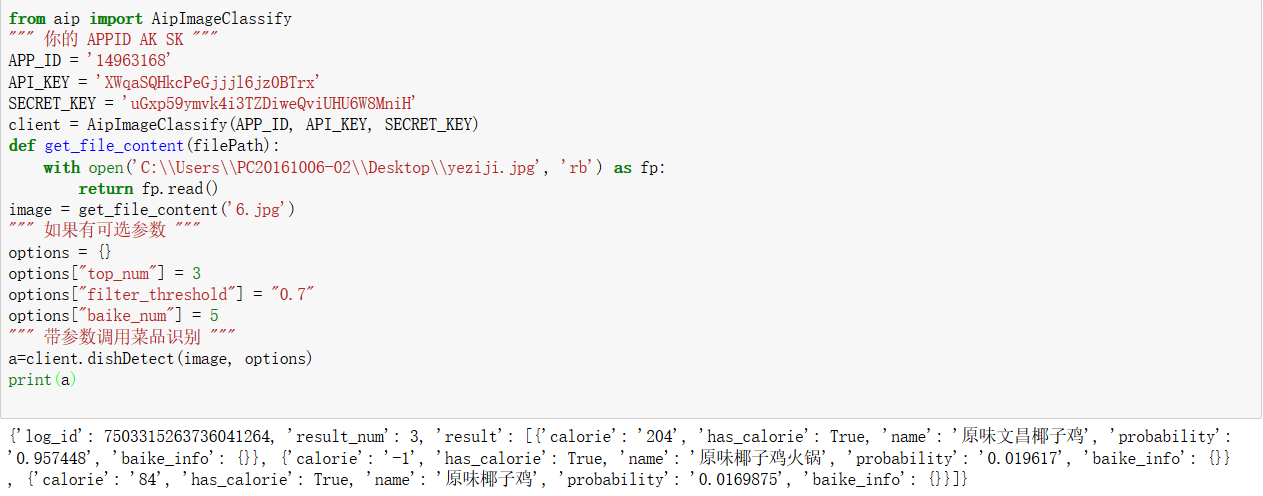 from aip import AipImageClassify
""" 你的 APPID AK SK """
APP_ID = '14963168'
API_KEY = 'XWqaSQHkcPeGjjjl6jz0BTrx'
SECRET_KEY = 'uGxp59ymvk4i3TZDiweQviUHU6W8MniH'
client = AipImageClassify(APP_ID, API_KEY, SECRET_KEY)
def get_file_content(filePath):
    with open('C:\\Users\\PC20161006-02\\Desktop\\yeziji.jpg', 'rb') as fp:
        return fp.read()
image = get_file_content('6.jpg')
""" 如果有可选参数 """
options = {}
options["top_num"] = 3
options["filter_threshold"] = "0.7"
options["baike_num"] = 5
""" 带参数调用菜品识别 """
a=client.dishDetect(image, options)
print(a)
{'log_id': 7503315263736041264, 'result_num': 3, 'result': [{'calorie': '204', 'has_calorie': True, 'name': '原味文昌椰子鸡', 'probability':
'0.957448', 'baike_info': {}}, {'calorie': '-1', 'has_calorie': True, 'name': '原味椰子鸡火锅', 'probability': '0.019617', 'baike_info': {}}
, {'calorie': '84', 'has_calorie': True, 'name': '原味椰子鸡', 'probability': '0.0169875', 'baike_info': {}}]}